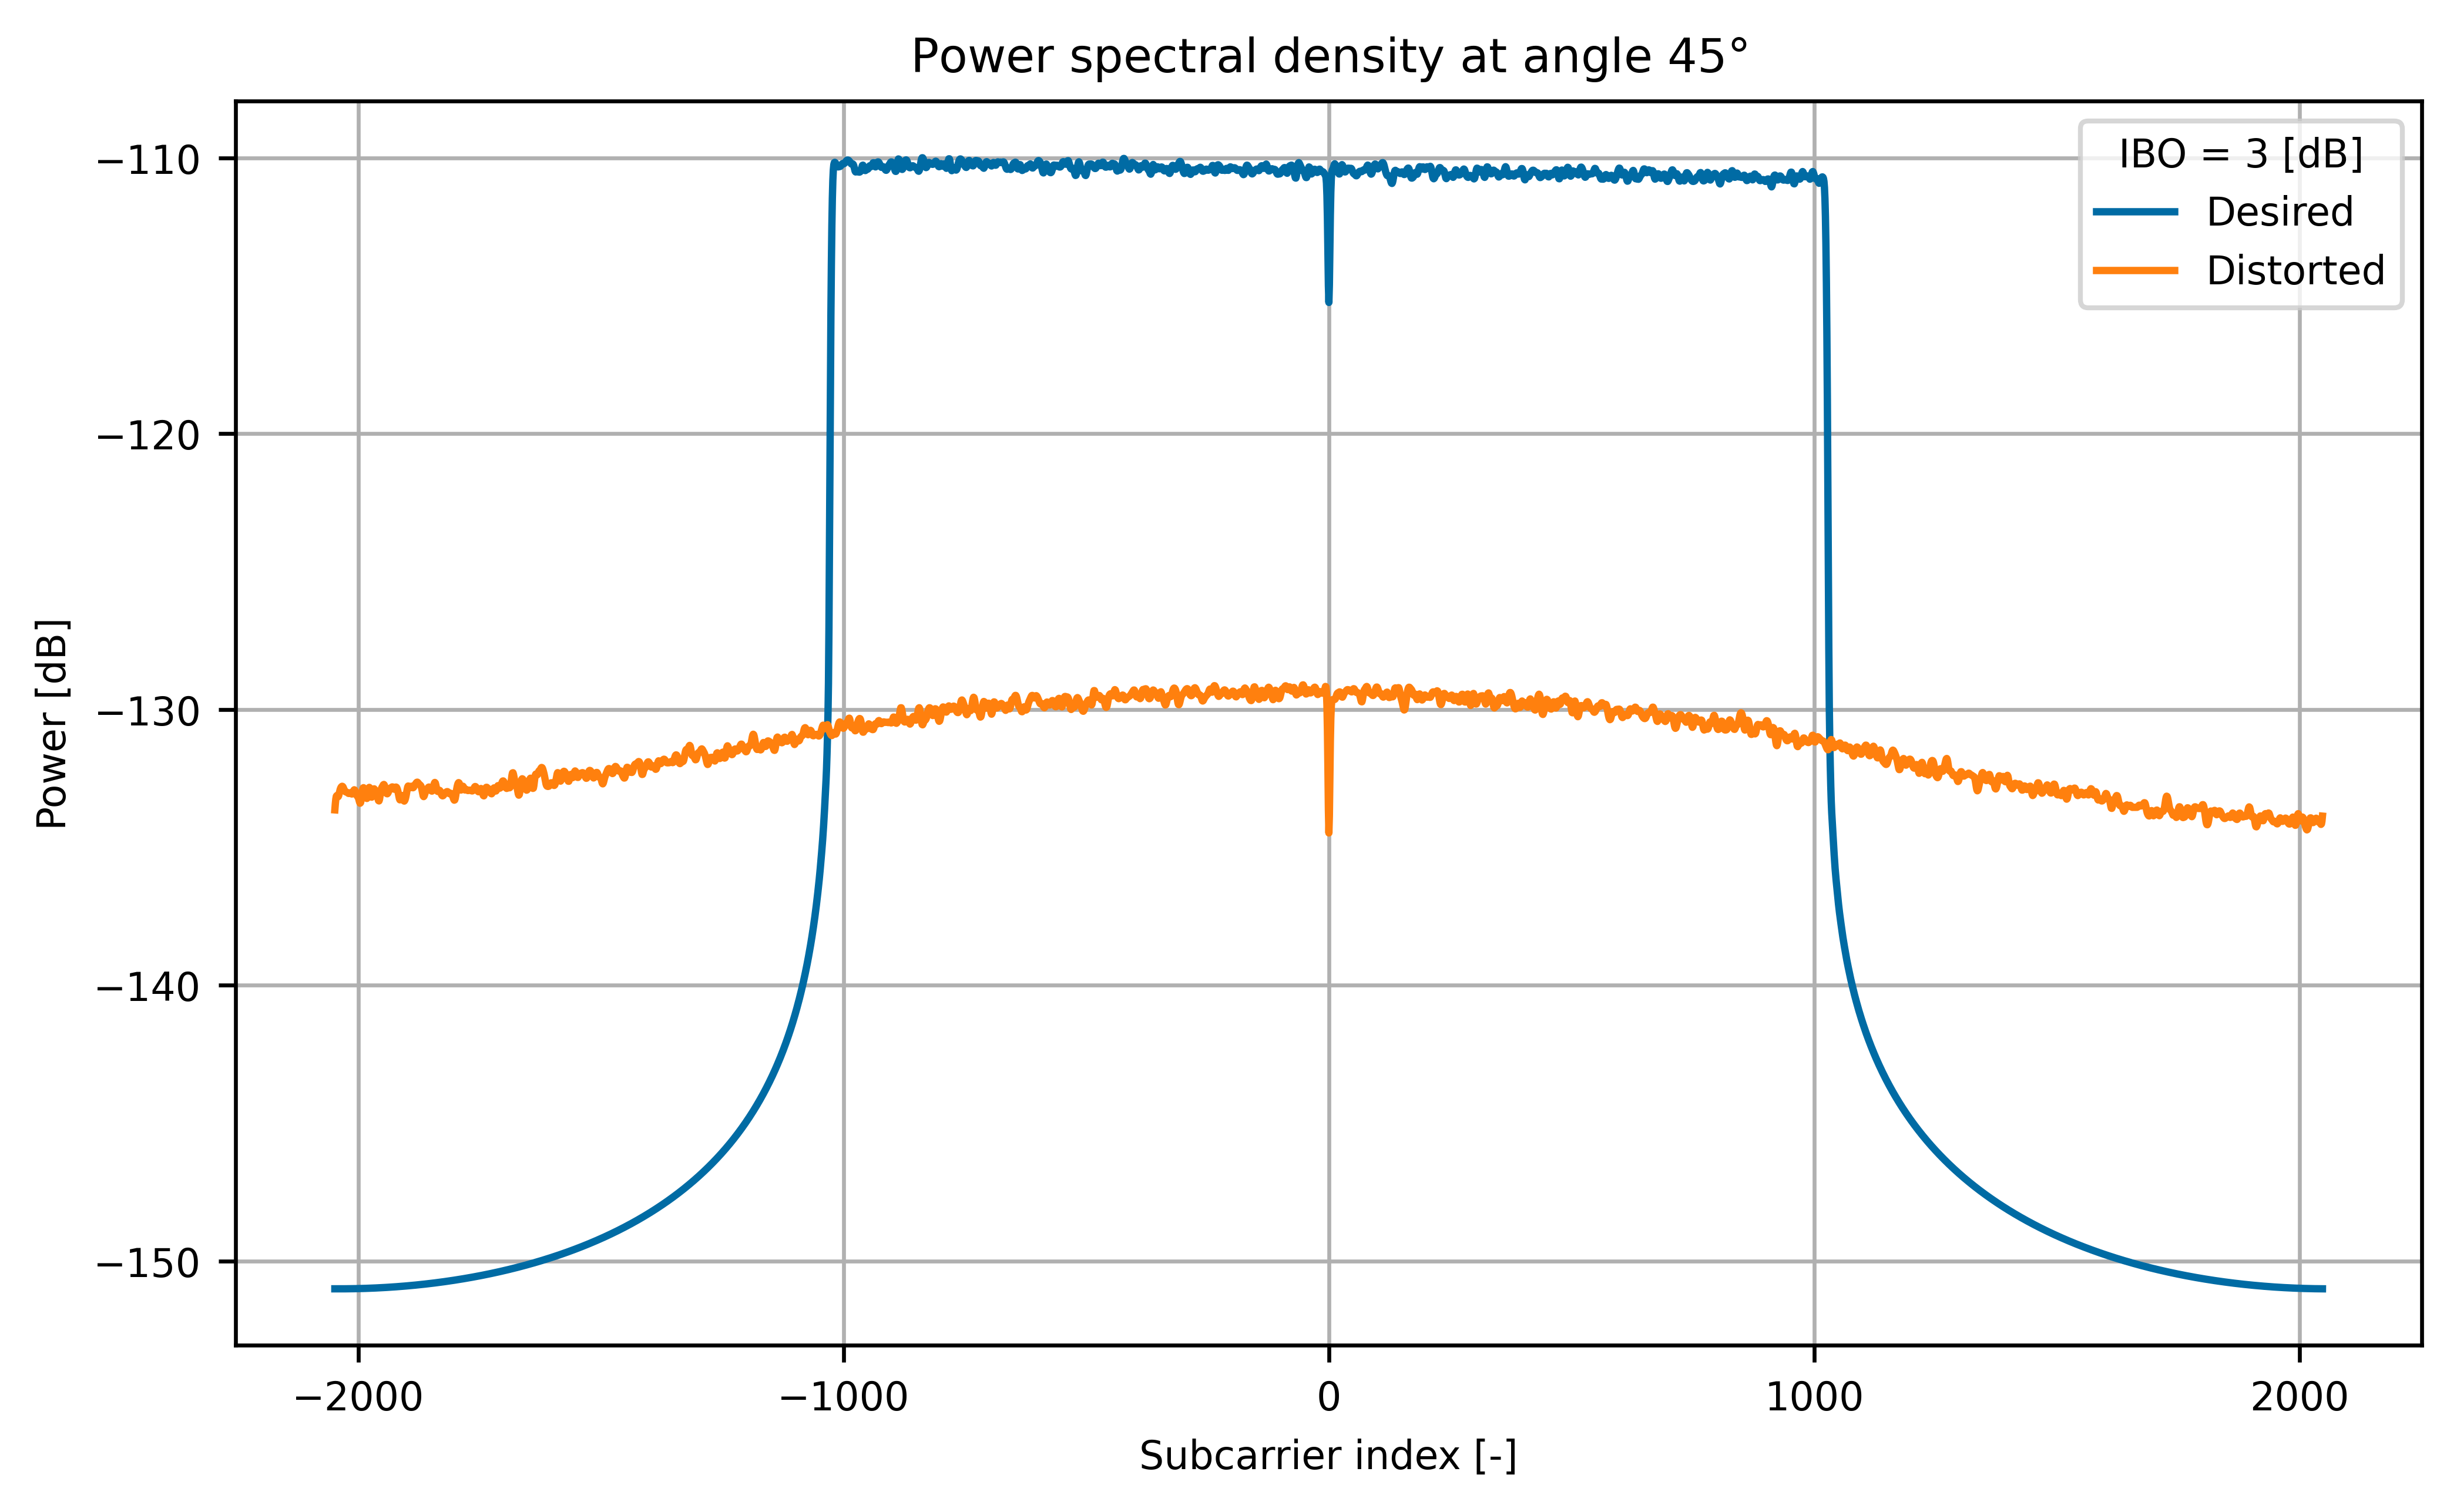 Power spectral density at angle 45°
IBO = 3 [dB]
Desired
Distorted
Power [dB]
−110
−120
−130
−140
−150
−2000
−1000
0
1000
2000
Subcarrier index [-]